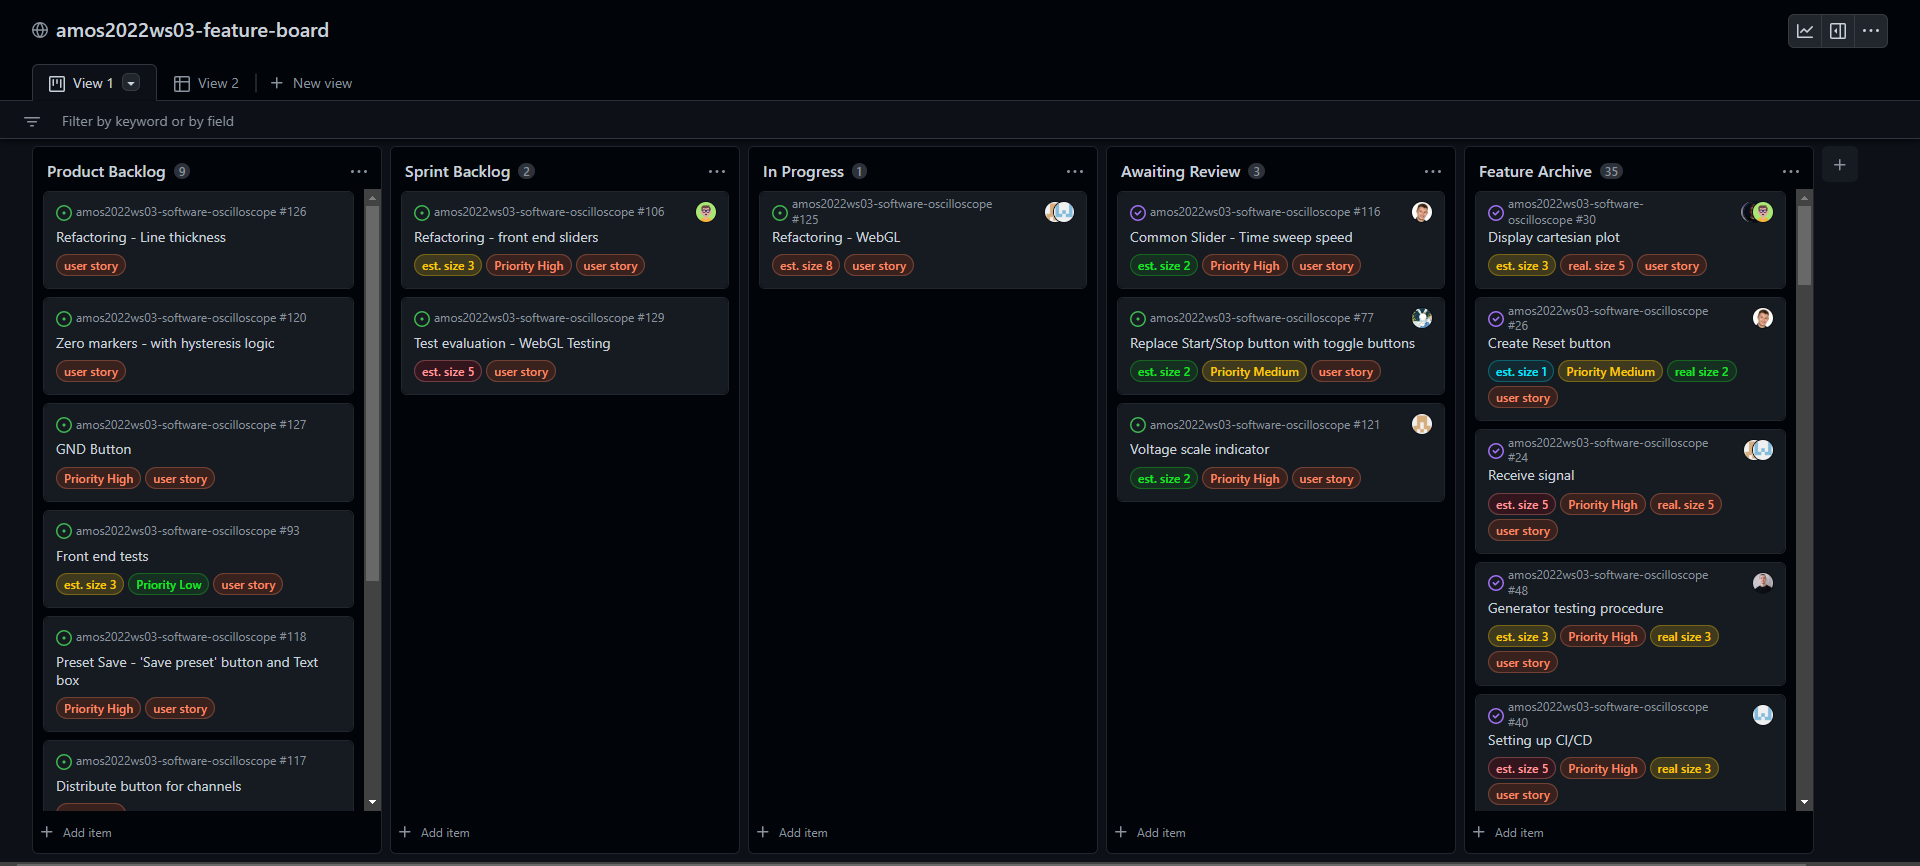 amos2022ws03-feature-board
View 1
View 2
New view
Filter by keyword or by field
Product Backlog 9
amos2022ws03-software-oscilloscope #126
Refactoring - Line thickness
user story
amos2022ws03-software-oscilloscope #120
Zero markers - with hysteresis logic
user story
amos2022ws03-software-oscilloscope #127
GND Button
Priority High user story
amos2022ws03-software-oscilloscope #93
Front end tests
est. size 3 Priority Low user story
amos2022ws03-software-oscilloscope #118
Preset Save - 'Save preset' button and Text
box
Priority High user story
amos2022ws03-software-oscilloscope #117
Distribute button for channels
Add item
Sprint Backlog 2
amos2022ws03-software-oscilloscope #106
Refactoring - front end sliders
est. size 3 Priority High user story
amos2022ws03-software-oscilloscope #129
Test evaluation - WebGL Testing
est. size 5 user story
Add item
In Progress 1
amos2022ws03-software-oscilloscope
#125
Refactoring - WebGL
est. size 8 user story
Add item
Awaiting Review 3
amos2022ws03-software-oscilloscope #116
Common Slider - Time sweep speed
est. size 2 Priority High user story
amos2022ws03-software-oscilloscope #77
Replace Start/Stop button with toggle buttons
est. size 2 Priority Medium user story
amos2022ws03-software-oscilloscope #121
Voltage scale indicator
est. size 2 Priority High user story
Add item
Feature Archive 35
amos2022ws03-software-
oscilloscope #30
Display cartesian plot
est. size 3 real. size 5 user story
amos2022ws03-software-oscilloscope
#26
Create Reset button
est. size 1 Priority Medium real size 2
user story
amos2022ws03-software-oscilloscope
#24
Receive signal
est. size 5 Priority High real. size 5
user story
amos2022ws03-software-oscilloscope
#48
Generator testing procedure
est. size 3 Priority High real size 3
user story
amos2022ws03-software-oscilloscope
#40
Setting up CI/CD
est. size 5 Priority High real size 3
user story
Add item